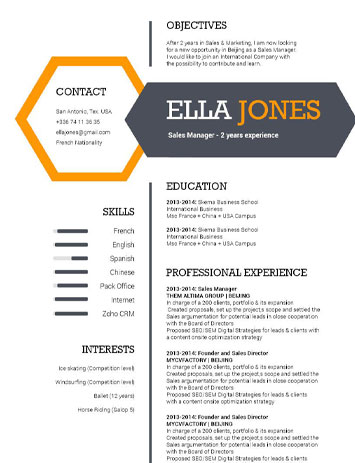 OBJECTIVES
After 2 years in Sales & Marketing, I am now looking
for a new opportunity in Beijing as a Sales Manager.
I would like to join an International Company with
the possibility to contribute and learn.
CONTACT
San Antonio, Tex. USA
+336 74 11 36 35
ellajones@gmail.com
French Nationality
ELLA JONES
Sales Manager - 2 years experience
EDUCATION
2013-2014: Skema Business School
International Business
Msc France + China + USA Campus
2013-2014: Skema Business School
International Business
Msc France + China + USA Campus
SKILLS
French
English
Spanish
Chinese
Pack Office
Internet
Zoho CRM
INTERESTS
Ice skating (Competition level)
Windsurfing (Competition level)
Ballet (12 years)
Horse Riding (Galop 5)
PROFESSIONAL EXPERIENCE
2013-2014: Sales Manager
THEM ALTIMA GROUP | BEIJING
In charge of a 200 clients, portfolio & its expansion
Created proposals, set up the project's scope and settled the
Sales argumentation for potential leads in close cooperation
with the Board of Directors
Proposed SEO/SEM Digital Strategies for leads & clients with
a content onsite optimization strategy
2013-2014: Founder and Sales Director
MYCVFACTORY | BEIJING
In charge of a 200 clients, portfolio & its expansion
Created proposals, set up the project's scope and settled the
Sales argumentation for potential leads in close cooperation
with the Board of Directors
Proposed SEO/SEM Digital Strategies for leads & clients
with a content onsite optimization strategy
2013-2014: Founder and Sales Director
MYCVFACTORY | BEIJING
In charge of a 200 clients, portfolio & its expansion
Created proposals, set up the project's scope and settled the
Sales argumentation for potential leads in close cooperation
with the Board of Directors
Proposed SEO/SEM Digital Strategies for leads & clients